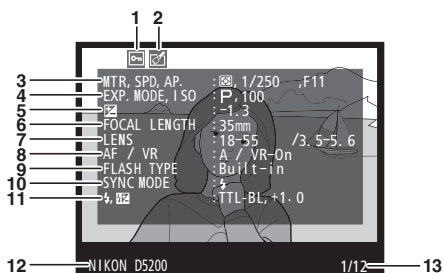 1 2
3 MTR, SPD, AP. : , 1/250 , F11
4 EXP. MODE, ISO : P, 100
5 : –1.3
6 FOCAL LENGTH : 35mm
7 LENS : 18–55 /3.5–5.6
8 AF / VR : A / VR–On
9 FLASH TYPE : Built–in
10 SYNC MODE :
11 , : TTL–BL, +1.0
12 NIKON D5200 1/12 13